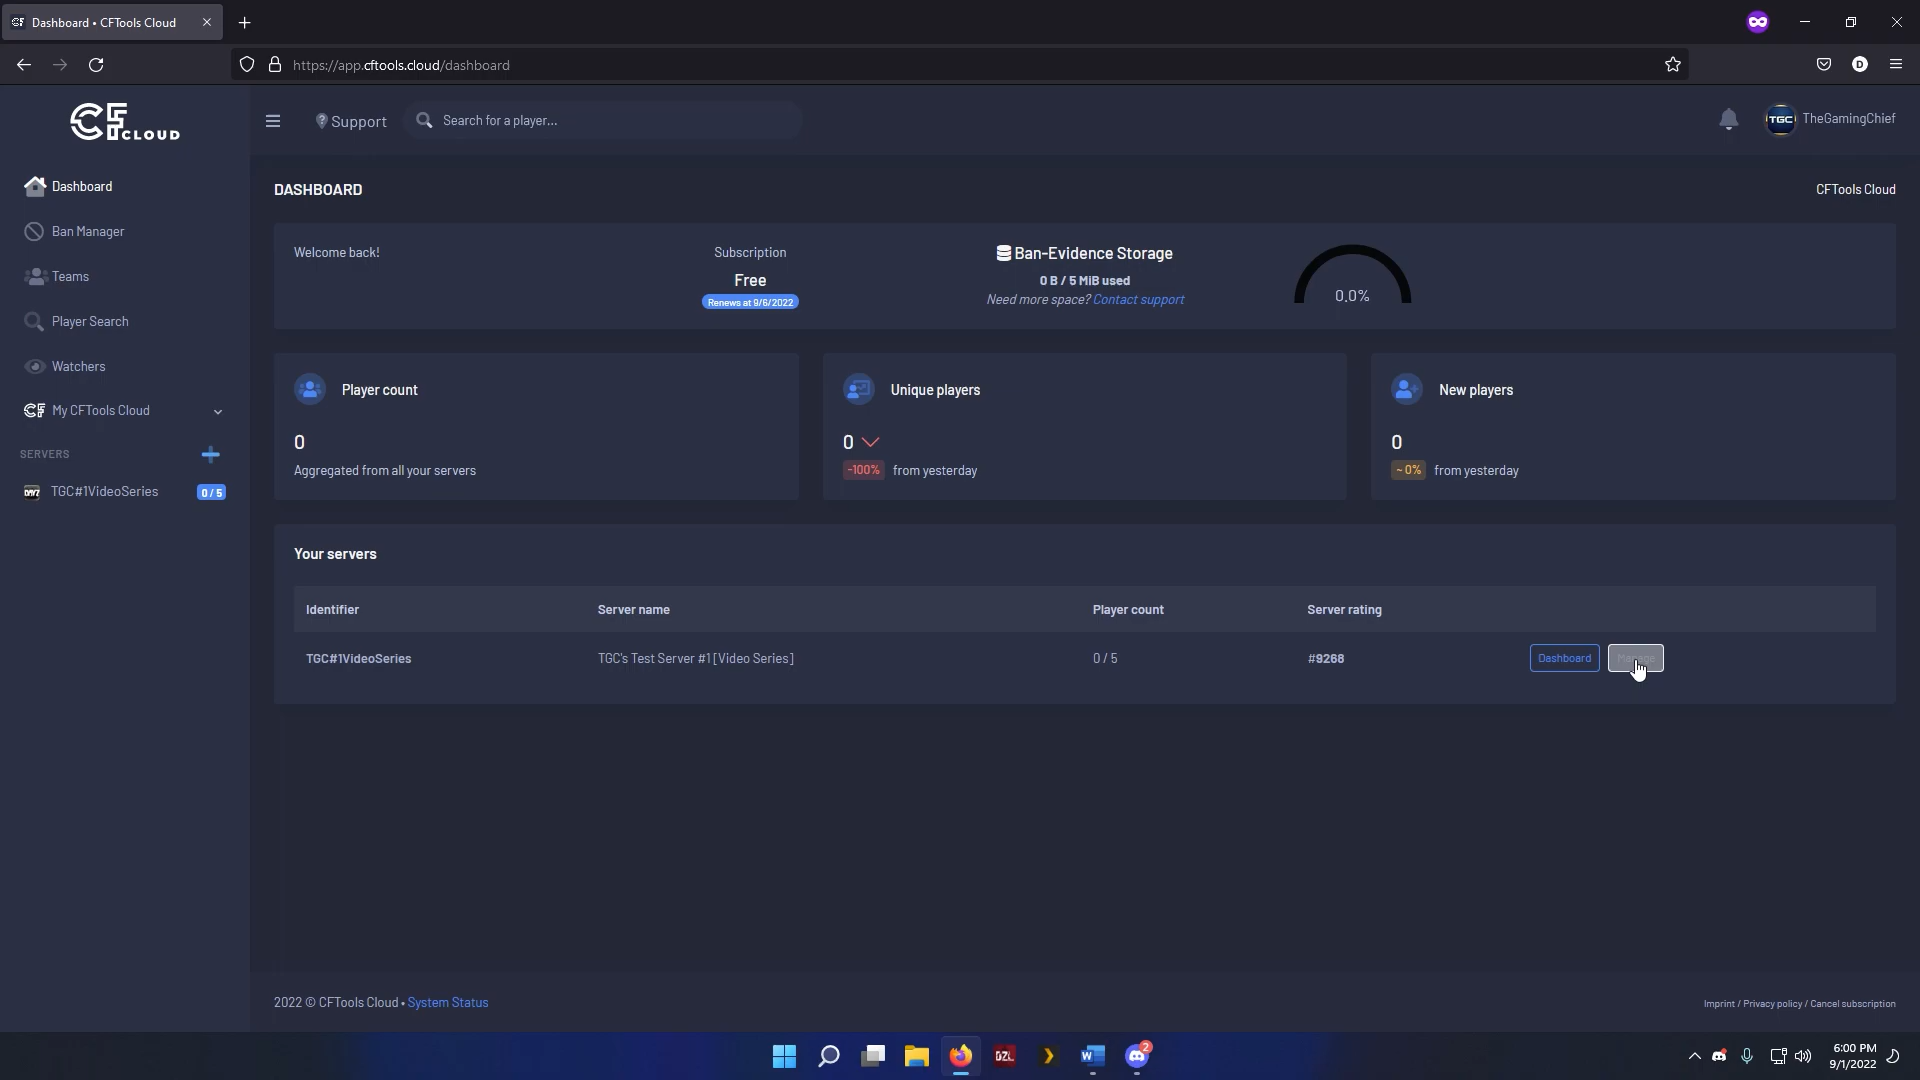 Dashboard • CFTools Cloud
https://app.cftools.cloud/dashboard
D
CF CLOUD
Support
Search for a player...
TGC
TheGamingChief
Dashboard
Ban Manager
Teams
Player Search
Watchers
My CFTools Cloud
SERVERS
TGC#1VideoSeries
0 / 5
DASHBOARD
CFTools Cloud
Welcome back!
Subscription
Free
Renews at 9/6/2022
Ban-Evidence Storage
0 B / 5 MiB used
Need more space? Contact support
0.0%
Player count
0
Aggregated from all your servers
Unique players
0
-100% from yesterday
New players
0
~ 0% from yesterday
Your servers
Identifier Server name Player count Server rating
TGC#1VideoSeries TGC's Test Server #1 [Video Series] 0 / 5 #9268 Dashboard Manage
2022 © CFTools Cloud • System Status
Imprint / Privacy policy / Cancel subscription
DZL
W
2
6:00 PM
9/1/2022